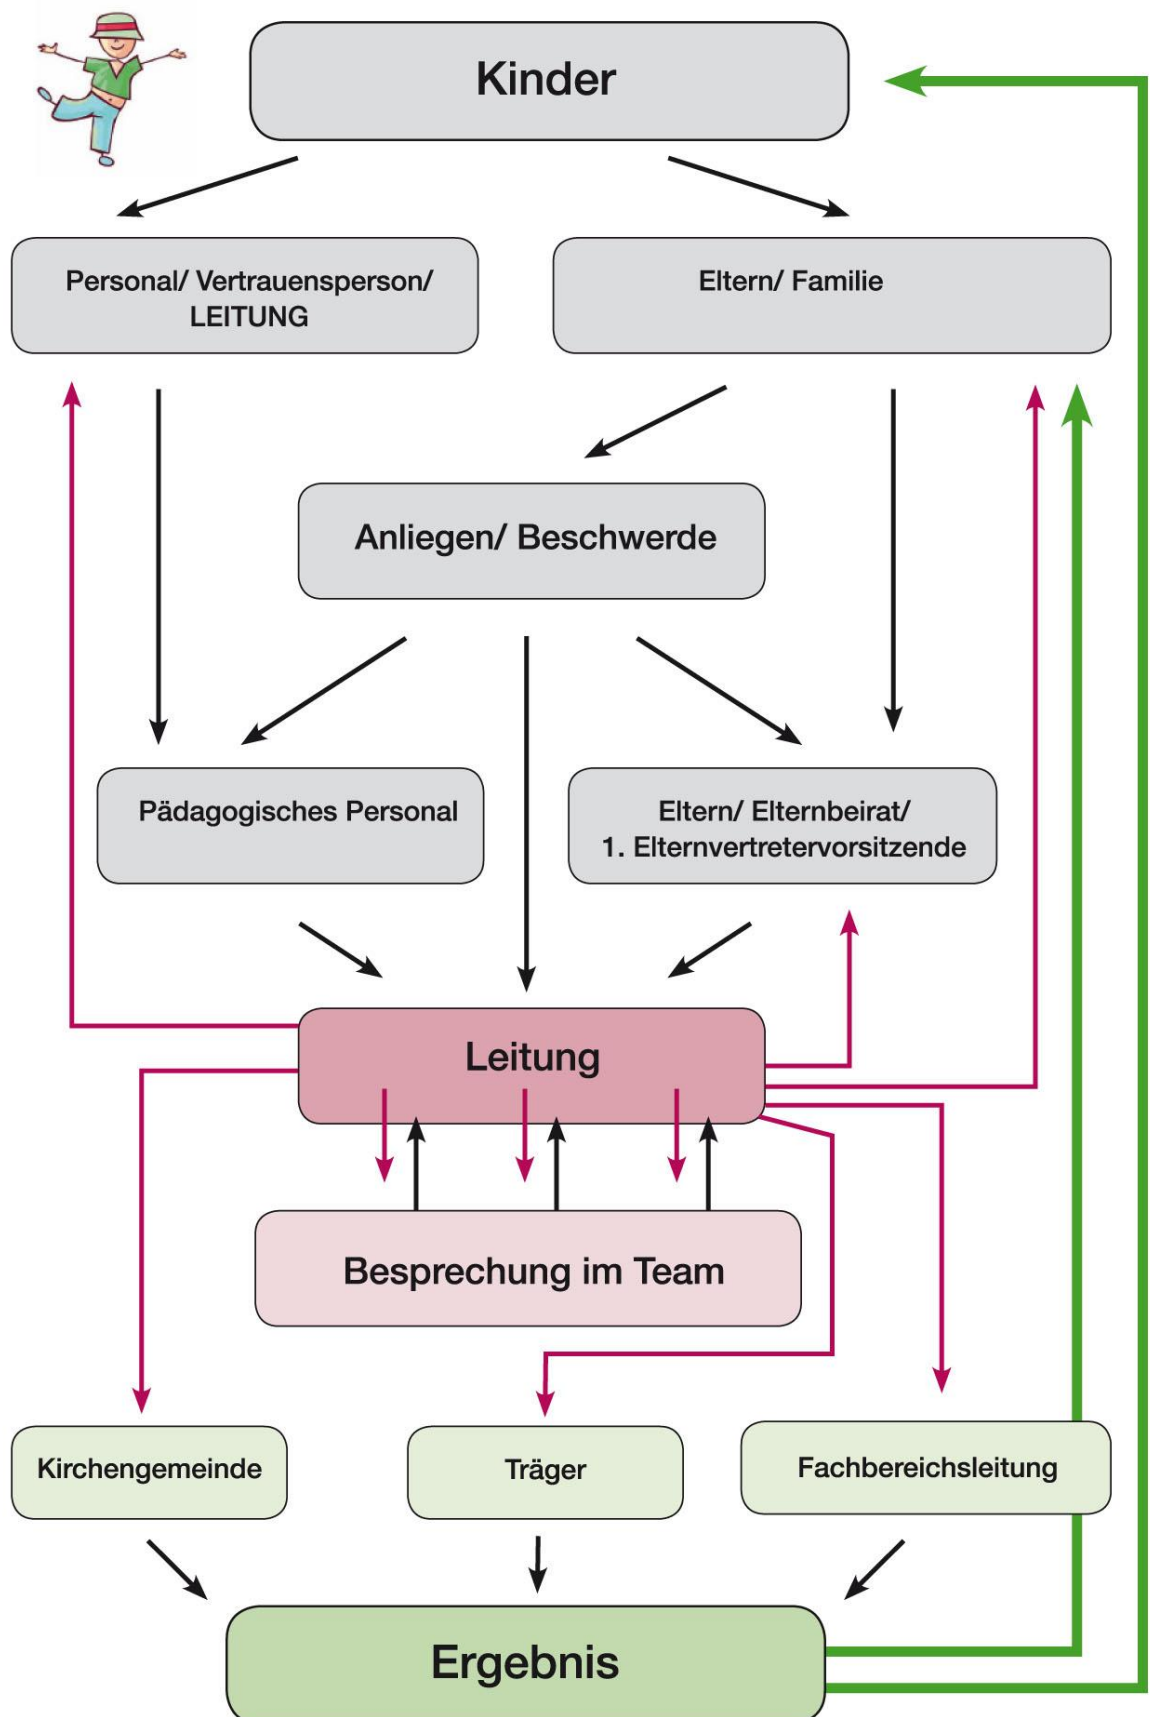 Kinder
Personal/ Vertrauensperson/
LEITUNG
Eltern/ Familie
Anliegen/ Beschwerde
Pädagogisches Personal
Eltern/ Elternbeirat/
1. Elternvertretervorsitzende
Leitung
Besprechung im Team
Kirchengemeinde
Träger
Fachbereichsleitung
Ergebnis